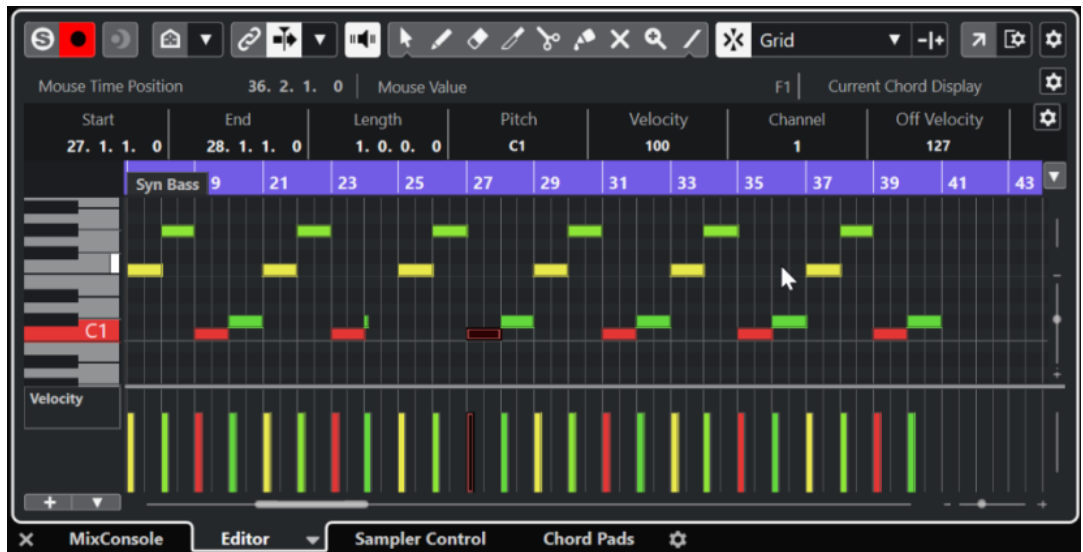 Grid
Mouse Time Position 36. 2. 1. 0 Mouse Value F1 Current Chord Display
Start End Length Pitch Velocity Channel Off Velocity
27. 1. 1. 0 28. 1. 1. 0 1. 0. 0. 0 C1 100 1 127
Syn Bass 9 21 23 25 27 29 31 33 35 37 39 41 43
C1
Velocity
MixConsole Editor Sampler Control Chord Pads